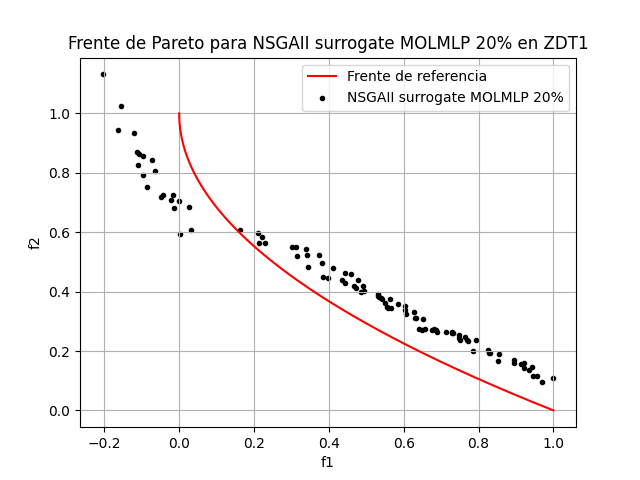 Frente de Pareto para NSGAII surrogate MOLMLP 20% en ZDT1
Frente de referencia
NSGAII surrogate MOLMLP 20%
f2
1.0
0.8
0.6
0.4
0.2
0.0
−0.2 0.0 0.2 0.4 0.6 0.8 1.0
f1